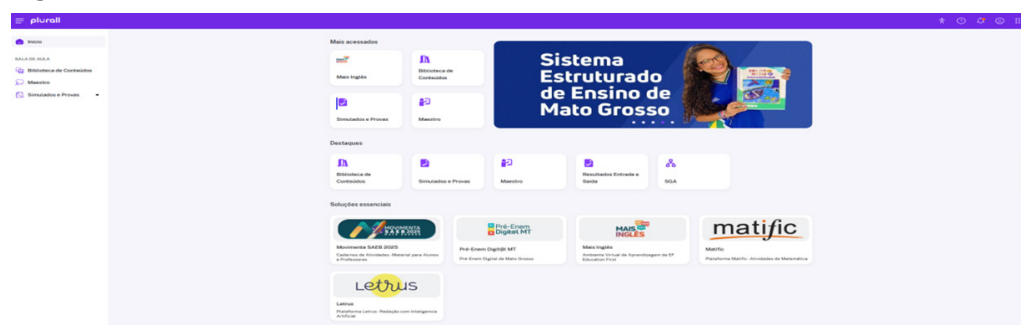 plurall
Início
SALA DE AULA
Biblioteca de Conteúdos
Maestro
Simulados e Provas
Mais acessados
Mais Inglês
Biblioteca de
Conteúdos
Simulados e Provas
Maestro
Sistema
Estruturado
de Ensino de
Mato Grosso
Destaques
Biblioteca de
Conteúdos
Simulados e Provas
Maestro
Resultados Entrada e
Saída
SGA
Soluções essenciais
MOVIMENTA
SAEB 2025
Movimenta SAEB 2025
Cadernos de Atividades -Material para Alunos
e Professores
Pré-Enem
Digit@l MT
Pré-Enem Digit@l MT
Pré-Enem Digital de Mato Grosso
MAIS
INGLÊS
Mais Inglês
Ambiente Virtual de Aprendizagem da EF
Education First
matific
Matific
Plataforma Matific -Atividades de Matemática
Letrus
Letrus
Plataforma Letrus- Redação com Inteligência
Artificial